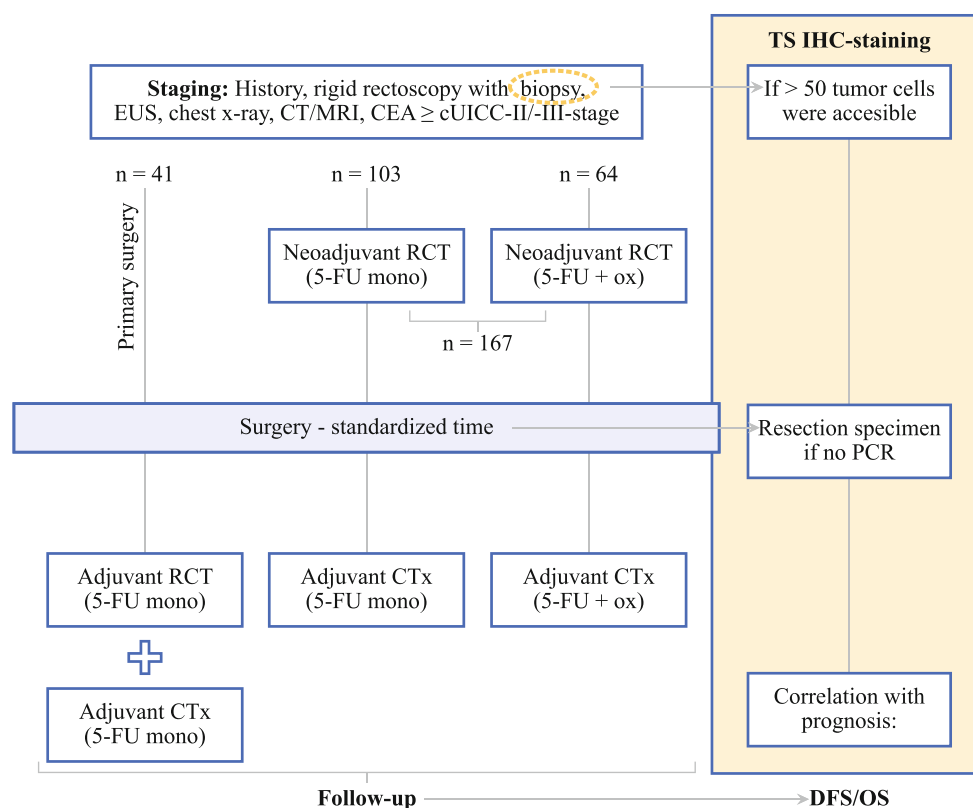 TS IHC-staining
Staging: History, rigid rectoscopy with biopsy,
EUS, chest x-ray, CT/MRI, CEA ≥ cUICC-II/-III-stage
If > 50 tumor cells
were accesible
n = 41
n = 103
n = 64
Primary surgery
Neoadjuvant RCT
(5-FU mono)
Neoadjuvant RCT
(5-FU + ox)
n = 167
Surgery - standardized time
Resection specimen
if no PCR
Adjuvant RCT
(5-FU mono)
Adjuvant CTx
(5-FU mono)
Adjuvant CTx
(5-FU + ox)
Adjuvant CTx
(5-FU mono)
Correlation with
prognosis:
Follow-up
DFS/OS